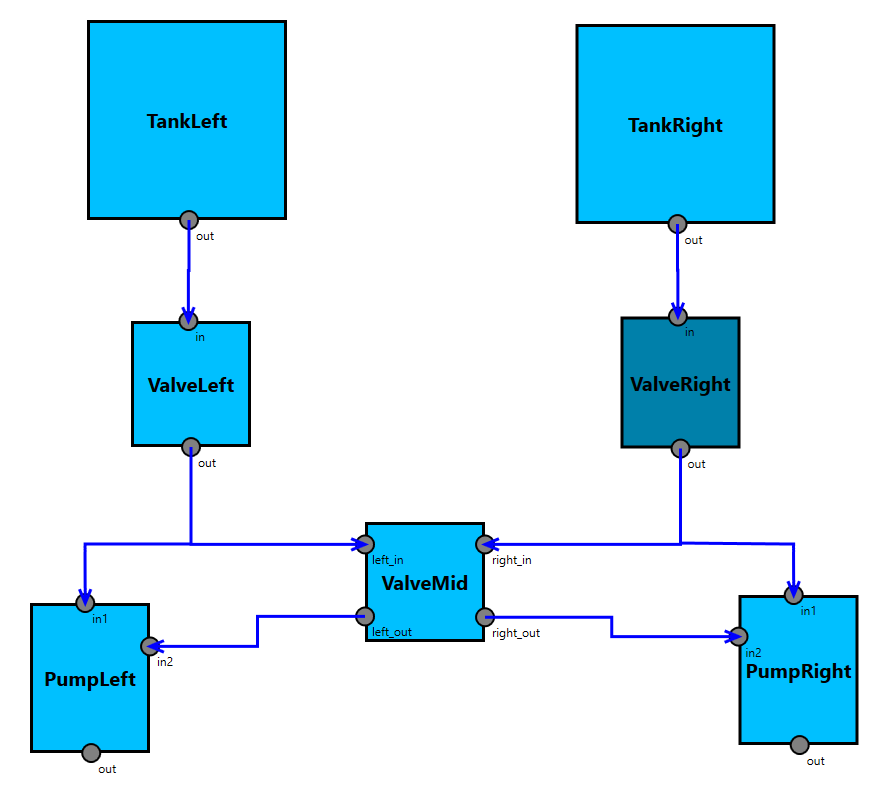 TankLeft
TankRight
out
out
in
in
ValveLeft
ValveRight
out
out
left_in
right_in
ValveMid
in1
in1
left_out
right_out
in2
in2
PumpLeft
PumpRight
out
out